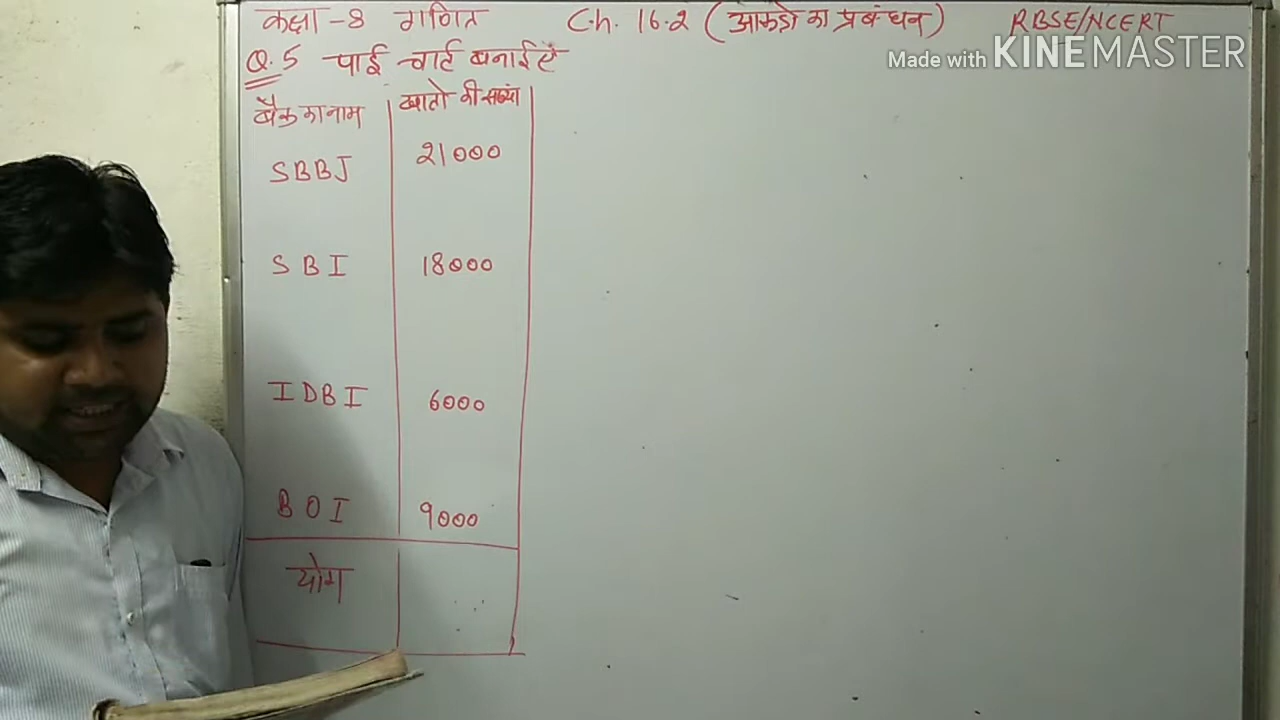 कक्षा -8 गणित Ch. 16.2 (आकड़ो का प्रबंधन) RBSE/NCERT
Made with KINEMASTER
Q.5 पाई चार्ट बनाईऐं
बैंक का नाम खातो की सख्यां
SBBJ 21000
SBI 18000
IDBI 6000
BOI 9000
योग